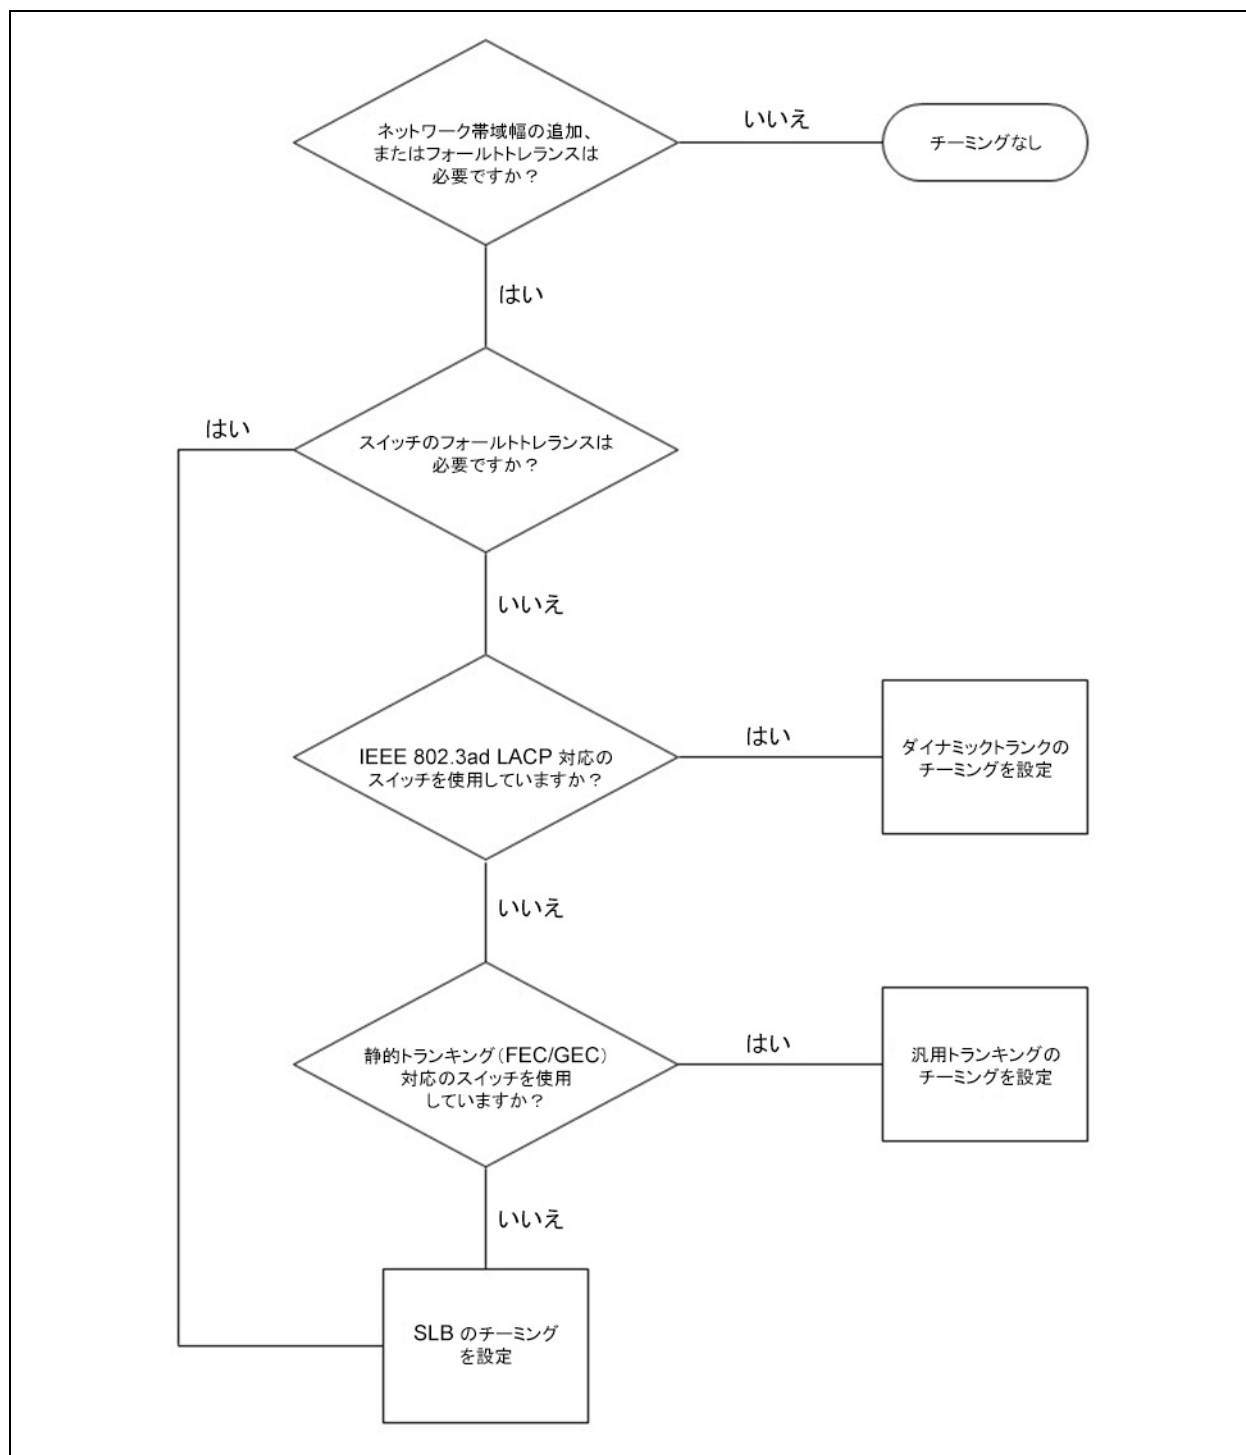 ネットワーク帯域幅の追加、
またはフォールトトレランスは
必要ですか？
いいえ
チーミングなし
はい
はい
スイッチのフォールトトレランスは
必要ですか？
いいえ
IEEE 802.3ad LACP 対応の
スイッチを使用していますか？
はい
ダイナミックトランクの
チーミングを設定
いいえ
静的トランキング（FEC/GEC）
対応のスイッチを使用
していますか？
はい
汎用トランキングの
チーミングを設定
いいえ
SLB のチーミング
を設定